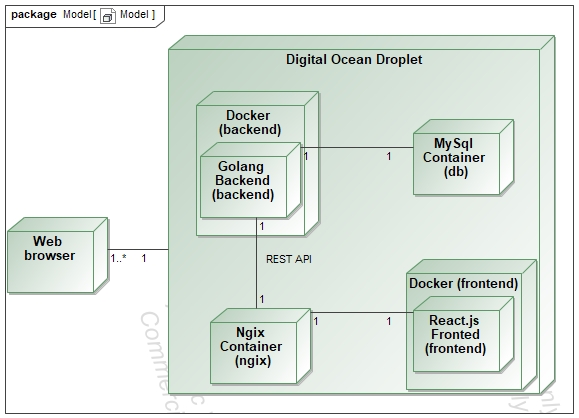 package Model[ Model ]
Digital Ocean Droplet
Docker
(backend)
Golang
Backend
(backend)
1
1
MySql
Container
(db)
1
Web
browser
1..*
1
REST API
1
Ngix
Container
(ngix)
1
1
Docker (frontend)
React.js
Fronted
(frontend)